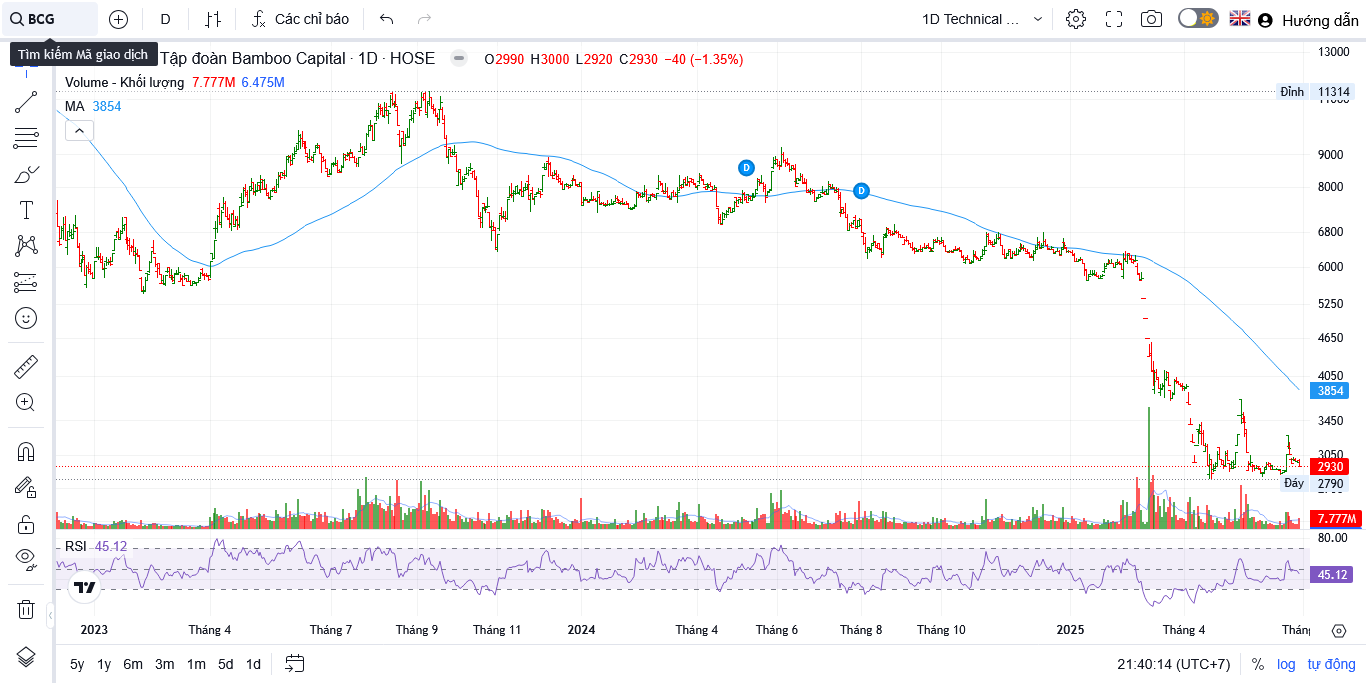 BCG
D
Các chỉ báo
1D Technical ...
Hướng dẫn
Tìm kiếm Mã giao dịch
Tập đoàn Bamboo Capital · 1D · HOSE
O2990 H3000 L2920 C2930 −40 (−1.35%)
Volume - Khối lượng 7.777M 6.475M
MA 3854
13000
Đỉnh 11314
11000
9000
D
D
8000
6800
6000
5250
4650
4050
3854
3450
3050
2930
Đáy 2790
7.777M
RSI 45.12
80.00
45.12
2023 Tháng 4 Tháng 7 Tháng 9 Tháng 11 2024 Tháng 4 Tháng 6 Tháng 8 Tháng 10 2025 Tháng 4
5y 1y 6m 3m 1m 5d 1d
21:40:14 (UTC+7) % log tự động